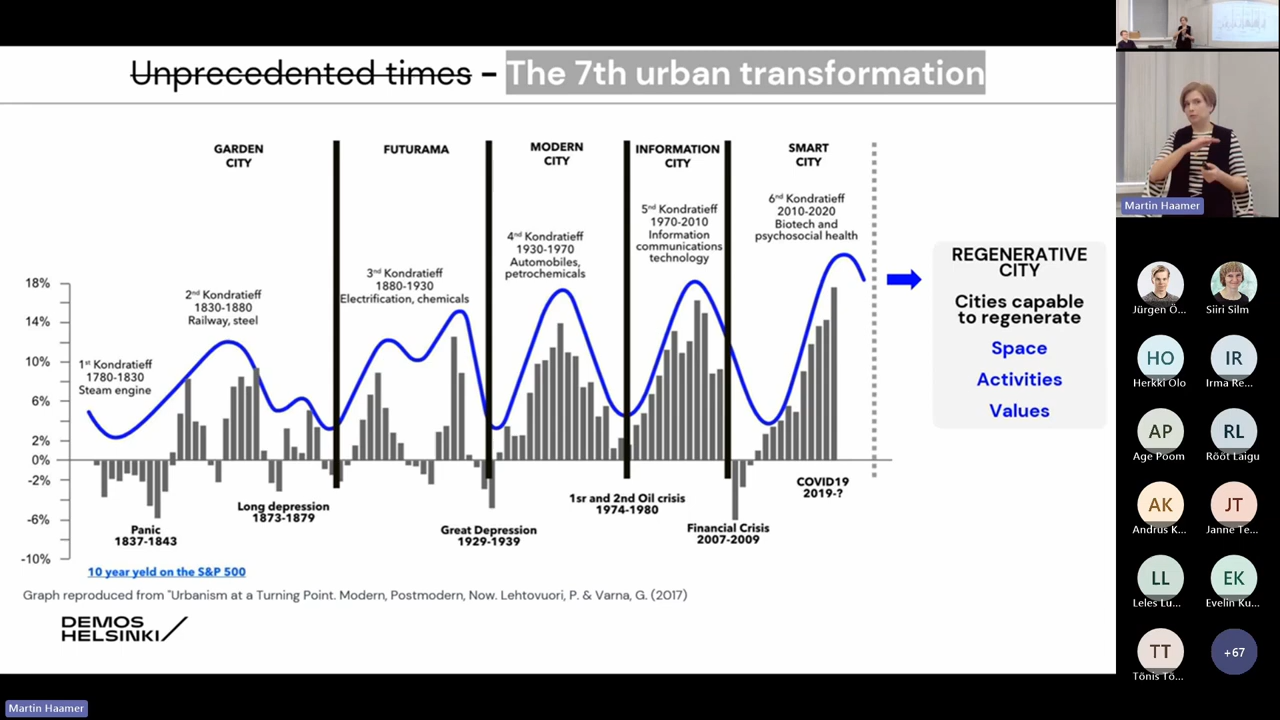 Unprecedented times – The 7th urban transformation
GARDEN
CITY
FUTURAMA
MODERN
CITY
INFORMATION
CITY
SMART
CITY
1st Kondratieff
1780-1830
Steam engine
2nd Kondratieff
1830-1880
Railway, steel
3nd Kondratieff
1880-1930
Electrification, chemicals
4nd Kondratieff
1930-1970
Automobiles,
petrochemicals
5nd Kondratieff
1970-2010
Information
communications
technology
6nd Kondratieff
2010-2020
Biotech and
psychosocial health
18%
14%
10%
6%
2%
0%
-2%
-6%
-10%
Panic
1837-1843
Long depression
1873-1879
Great Depression
1929-1939
1sr and 2nd Oil crisis
1974-1980
Financial Crisis
2007-2009
COVID19
2019-?
REGENERATIVE
CITY
Cities capable
to regenerate
Space
Activities
Values
10 year yeld on the S&P 500
Graph reproduced from "Urbanism at a Turning Point. Modern, Postmodern, Now. Lehtovuori, P. & Varna, G. (2017)
DEMOS
HELSINKI
Martin Haamer
Martin Haamer
Jürgen Ö...
Siiri Silm
HO
Herkki Olo
IR
Irma Re...
AP
Age Poom
RL
Rööt Laigu
AK
Andrus K...
JT
Janne Te...
LL
Leles Lu...
EK
Evelin Ku...
TT
Tõnis Tõ...
+67